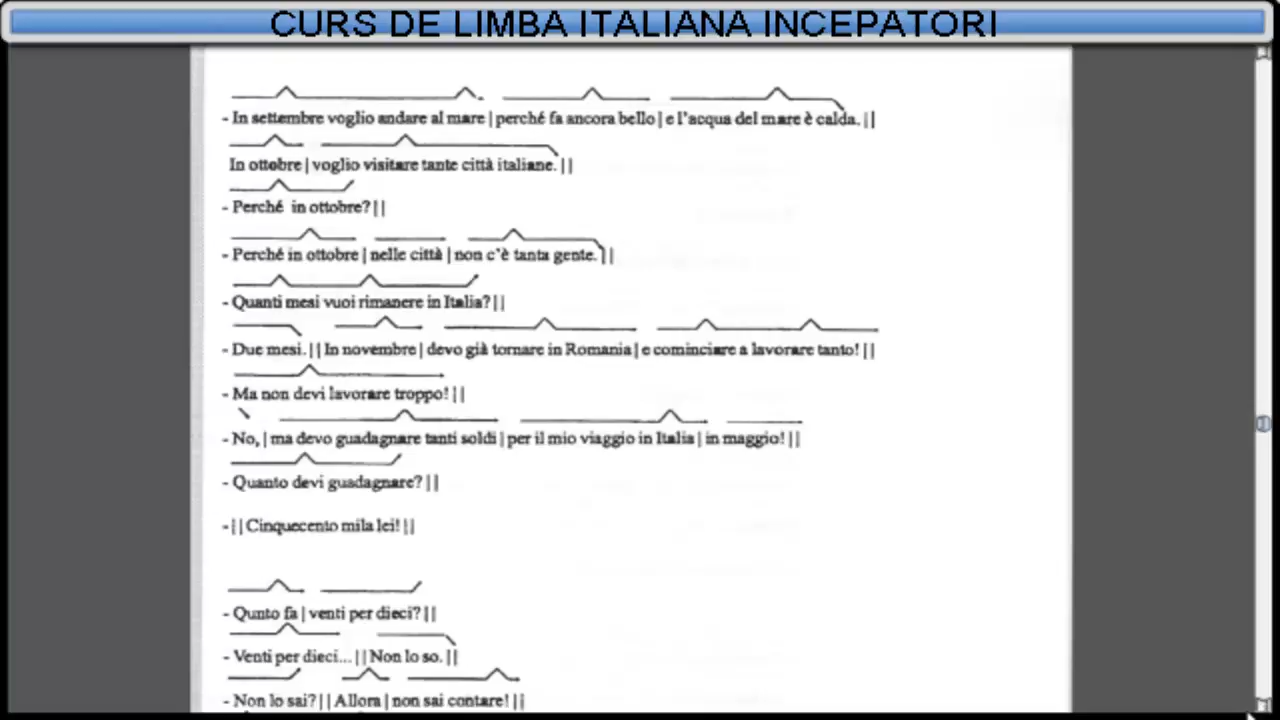 CURS DE LIMBA ITALIANA INCEPATORI
- In settembre voglio andare al mare | perché fa ancora bello | e l'acqua del mare è calda. ||
In ottobre | voglio visitare tante città italiane. ||
- Perché in ottobre? ||
- Perché in ottobre | nelle città | non c'è tanta gente. ||
- Quanti mesi vuoi rimanere in Italia? ||
- Due mesi. || In novembre | devo già tornare in Romania | e cominciare a lavorare tanto! ||
- Ma non devi lavorare troppo! ||
- No, | ma devo guadagnare tanti soldi | per il mio viaggio in Italia | in maggio! ||
- Quanto devi guadagnare? ||
- || Cinquecento mila lei! ||
- Qunto fa | venti per dieci? ||
- Venti per dieci... || Non lo so. ||
- Non lo sai? || Allora | non sai contare! ||